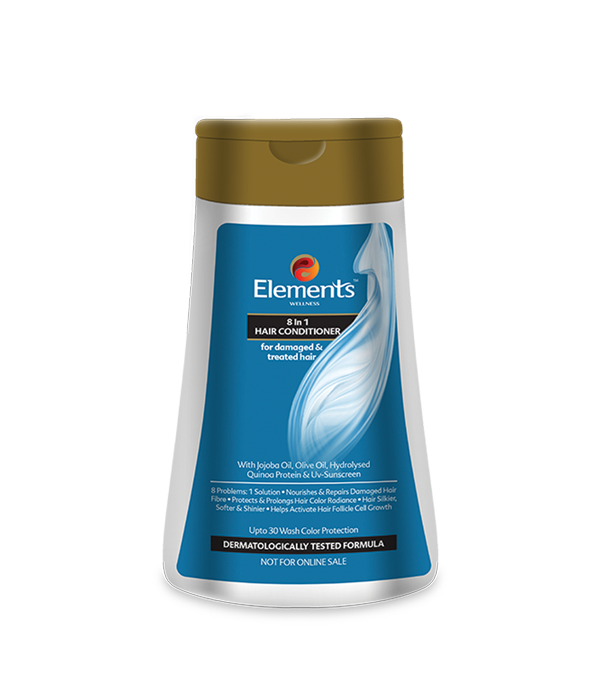 Elements™
WELLNESS
8 In 1
HAIR CONDITIONER
for damaged &
treated hair
With Jojoba Oil, Olive Oil, Hydrolysed
Quinoa Protein & Uv-Sunscreen
8 Problems: 1 Solution • Nourishes & Repairs Damaged Hair
Fibre • Protects & Prolongs Hair Color Radiance • Hair Silkier,
Softer & Shinier • Helps Activate Hair Follicle Cell Growth
Upto 30 Wash Color Protection
DERMATOLOGICALLY TESTED FORMULA
NOT FOR ONLINE SALE